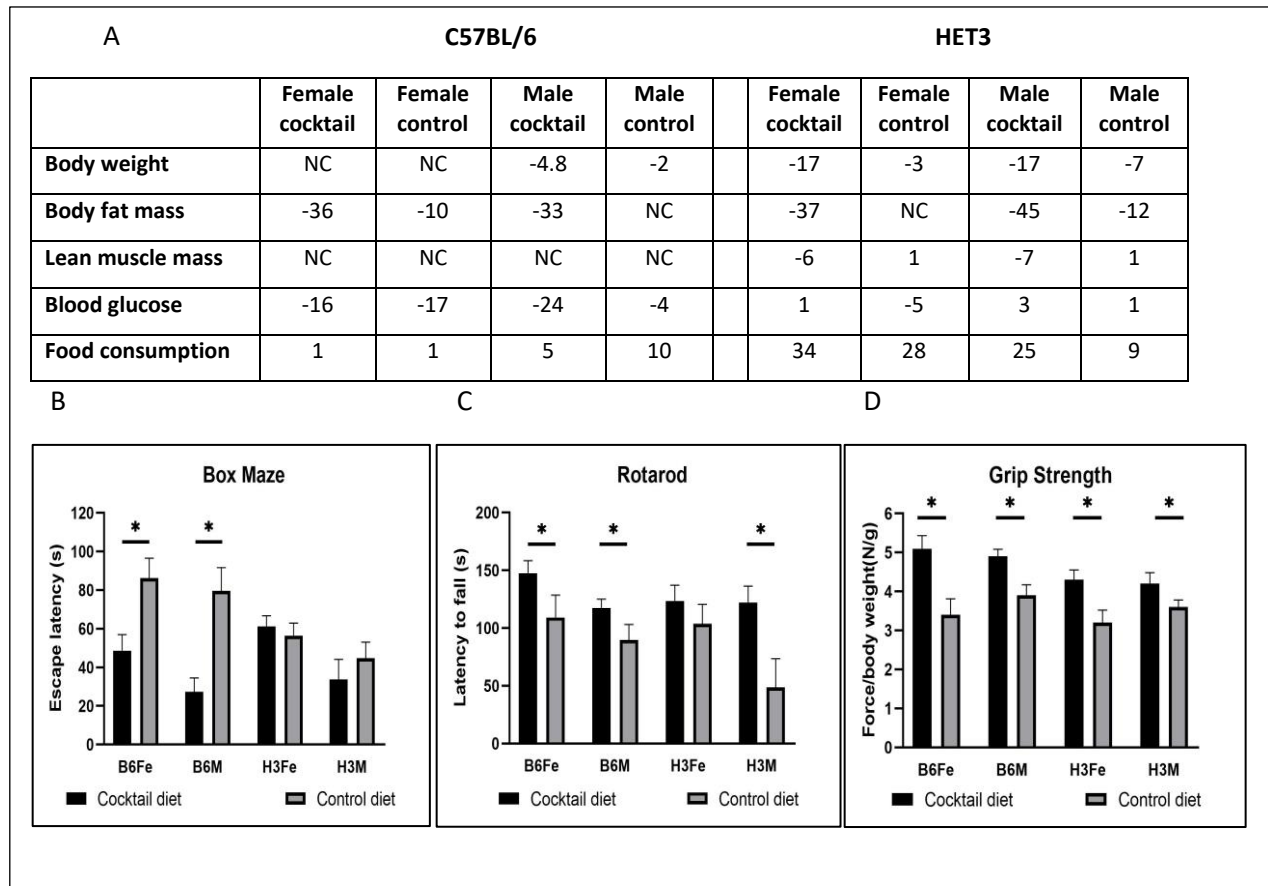 A C57BL/6 HET3
Female cocktail Female control Male cocktail Male control Female cocktail Female control Male cocktail Male control
Body weight NC NC -4.8 -2 -17 -3 -17 -7
Body fat mass -36 -10 -33 NC -37 NC -45 -12
Lean muscle mass NC NC NC NC -6 1 -7 1
Blood glucose -16 -17 -24 -4 1 -5 3 1
Food consumption 1 1 5 10 34 28 25 9
B C D
Box Maze
Escape latency (s)
120
100
80
60
40
20
0
* *
B6Fe B6M H3Fe H3M
Cocktail diet Control diet
Rotarod
Latency to fall (s)
200
150
100
50
0
* * *
B6Fe B6M H3Fe H3M
Cocktail diet Control diet
Grip Strength
Force/body weight(N/g)
6
5
4
3
2
1
0
* * * *
B6Fe B6M H3Fe H3M
Cocktail diet Control diet